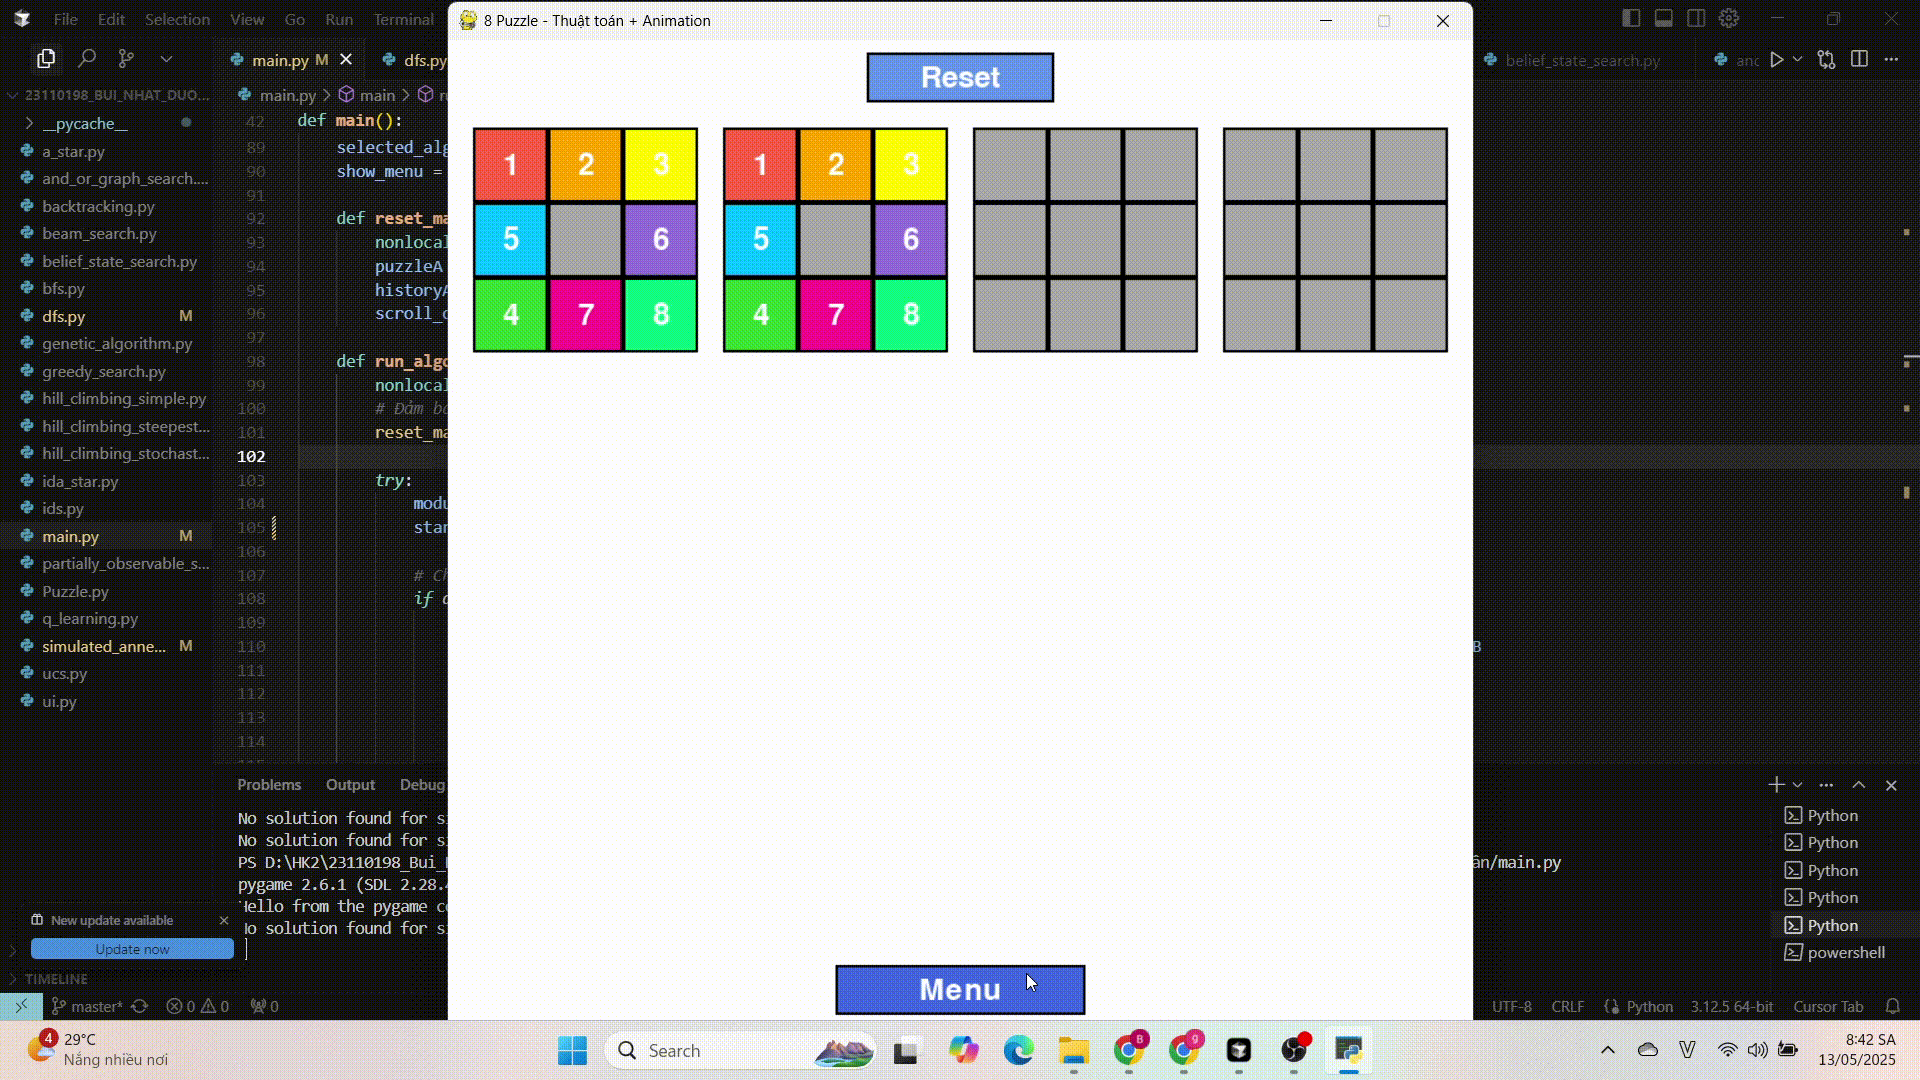 File Edit Selection View Go Run Terminal
8 Puzzle - Thuật toán + Animation
main.py M
dfs.py
belief_state_search.py
23110198_BUI_NHAT_DUO...
main.py > main >
Reset
__pycache__
a_star.py
and_or_graph_search....
backtracking.py
beam_search.py
belief_state_search.py
bfs.py
dfs.py M
genetic_algorithm.py
greedy_search.py
hill_climbing_simple.py
hill_climbing_steepest...
hill_climbing_stochast...
ida_star.py
ids.py
main.py M
partially_observable_s...
Puzzle.py
q_learning.py
simulated_anne... M
ucs.py
ui.py
42 def main():
89 selected_alg
90 show_menu =
91
92 def reset_ma
93 nonlocal
94 puzzleA
95 historyA
96 scroll_o
97
98 def run_algo
99 nonlocal
100 # Đảm bả
101 reset_ma
102
103 try:
104 modu
105 star
106
107 # Ch
108 if
109
110
111
112
113
114
1 2 3
5 6
4 7 8
1 2 3
5 6
4 7 8
B
Menu
Problems Output Debug
No solution found for si
No solution found for si
PS D:\HK2\23110198_Bui_
ân/main.py
pygame 2.6.1 (SDL 2.28.4
Hello from the pygame co
No solution found for si
Python
Python
Python
Python
Python
powershell
New update available
Update now
TIMELINE
master* 0 0 0
UTF-8 CRLF Python 3.12.5 64-bit Cursor Tab
4
29°C
Nắng nhiều nơi
Search
B
g
8:42 SA
13/05/2025